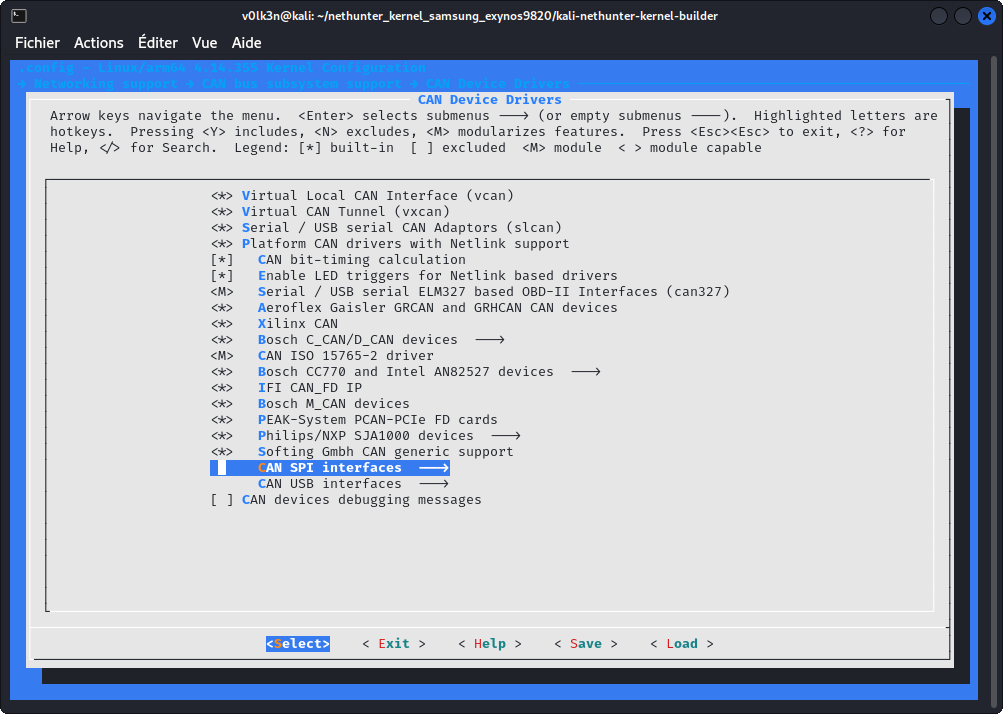 v0lk3n@kali: ~/nethunter_kernel_samsung_exynos9820/kali-nethunter-kernel-builder
Fichier Actions Éditer Vue Aide
.config - Linux/arm64 4.14.355 Kernel Configuration
→ Networking support → CAN bus subsystem support → CAN Device Drivers
CAN Device Drivers
Arrow keys navigate the menu. <Enter> selects submenus ---> (or empty submenus ----). Highlighted letters are
hotkeys. Pressing <Y> includes, <N> excludes, <M> modularizes features. Press <Esc><Esc> to exit, <?> for
Help, </> for Search. Legend: [*] built-in [ ] excluded <M> module < > module capable
<*> Virtual Local CAN Interface (vcan)
<*> Virtual CAN Tunnel (vxcan)
<*> Serial / USB serial CAN Adaptors (slcan)
<*> Platform CAN drivers with Netlink support
[*] CAN bit-timing calculation
[*] Enable LED triggers for Netlink based drivers
<M> Serial / USB serial ELM327 based OBD-II Interfaces (can327)
<*> Aeroflex Gaisler GRCAN and GRHCAN CAN devices
<*> Xilinx CAN
<*> Bosch C_CAN/D_CAN devices --->
<M> CAN ISO 15765-2 driver
<*> Bosch CC770 and Intel AN82527 devices --->
<*> IFI CAN_FD IP
<*> Bosch M_CAN devices
<*> PEAK-System PCAN-PCIe FD cards
<*> Philips/NXP SJA1000 devices --->
<*> Softing Gmbh CAN generic support
CAN SPI interfaces --->
CAN USB interfaces --->
[ ] CAN devices debugging messages
<Select> < Exit > < Help > < Save > < Load >